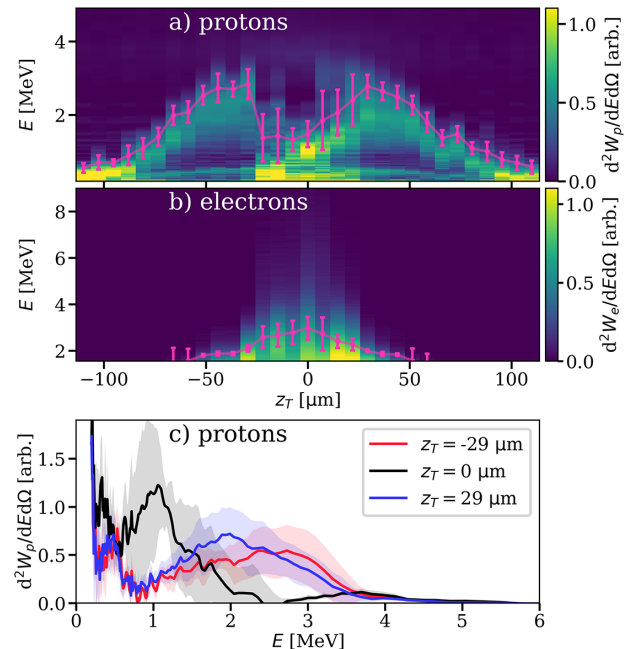 a) protons
4
2
E [MeV]
1.0
0.5
0.0
d²Wₚ/dEdΩ [arb.]
b) electrons
8
6
4
2
E [MeV]
1.0
0.5
0.0
d²Wₑ/dEdΩ [arb.]
−100 −50 0 50 100
z_T [μm]
c) protons
1.5
1.0
0.5
0.0
d²Wₚ/dEdΩ [arb.]
z_T = -29 μm
z_T = 0 μm
z_T = 29 μm
0 1 2 3 4 5 6
E [MeV]